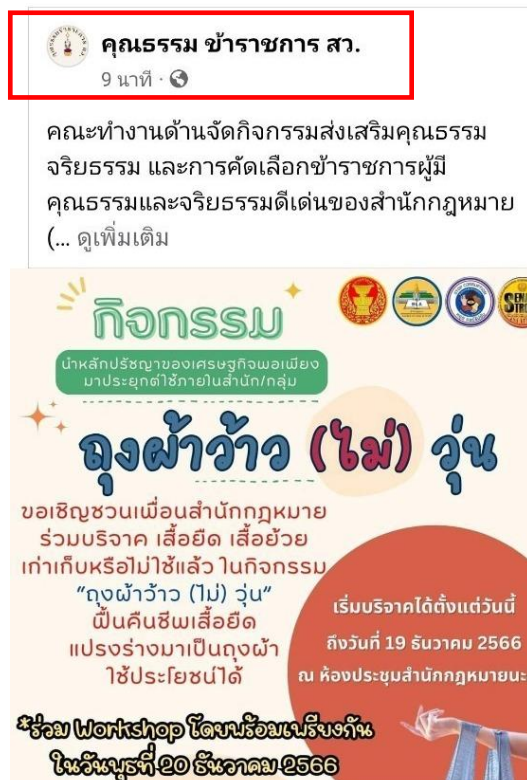 คุณธรรม ข้าราชการ สว.
9 นาที ·
คณะทำงานด้านจัดกิจกรรมส่งเสริมคุณธรรม
จริยธรรม และการคัดเลือกข้าราชการผู้มี
คุณธรรมและจริยธรรมดีเด่นของสำนักกฎหมาย
(... ดูเพิ่มเติม
กิจกรรม
นำหลักปรัชญาของเศรษฐกิจพอเพียง
มาประยุกต์ใช้ภายในสำนัก/กลุ่ม
ถุงผ้าว้าว (ไม่) วุ่น
ขอเชิญชวนเพื่อนสำนักกฎหมาย
ร่วมบริจาค เสื้อยืด เสื้อย้วย
เก่าเก็บหรือไม่ใช้แล้ว ในกิจกรรม
“ถุงผ้าว้าว (ไม่) วุ่น“
ฟื้นคืนชีพเสื้อยืด
แปรงร่างมาเป็นถุงผ้า
ใช้ประโยชน์ได้
เริ่มบริจาคได้ตั้งแต่วันนี้
ถึงวันที่ 19 ธันวาคม 2566
ณ ห้องประชุมสำนักกฎหมายนะ
*ร่วม Workshop โดยพร้อมเพรียงกัน
ในวันพุธที่ 20 ธันวาคม 2566